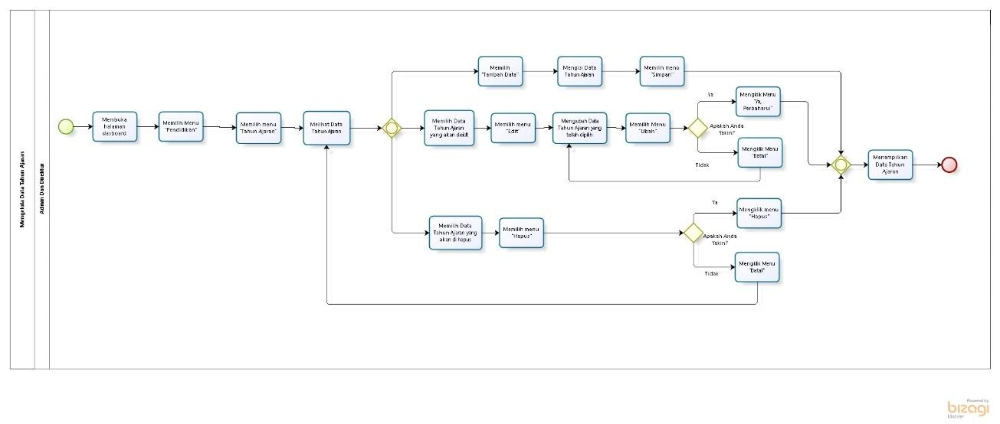 Mengelola Data Tahun Ajaran
Admin Dan Direktur
Membuka
halaman
dasboard
Memilih Menu
"Pendidikan"
Memilih menu
"Tahun Ajaran"
Melihat Data
Tahun Ajaran
Memilih
"Tambah Data"
Mengisi Data
Tahun Ajaran
Memilih menu
"Simpan"
Memilih Data
Tahun Ajaran
yang akan dieidt
Memilih menu
"Edit"
Mengubah Data
Tahun Ajaran yang
telah dipilih
Memilih Menu
"Ubah"
Apakah Anda
Yakin?
Ya
Mengklik Menu
"Ya,
Perbaharui"
Tidak
Mengklik Menu
"Batal"
Memilih Data
Tahun Ajaran yang
akan di hapus
Memilih menu
"Hapus"
Apakah Anda
Yakin?
Ya
Mengklik menu
"Hapus"
Tidak
Mengklik Menu
"Batal"
Menampilkan
Data Tahun
Ajaran
Powered by
bizagi
Modeler